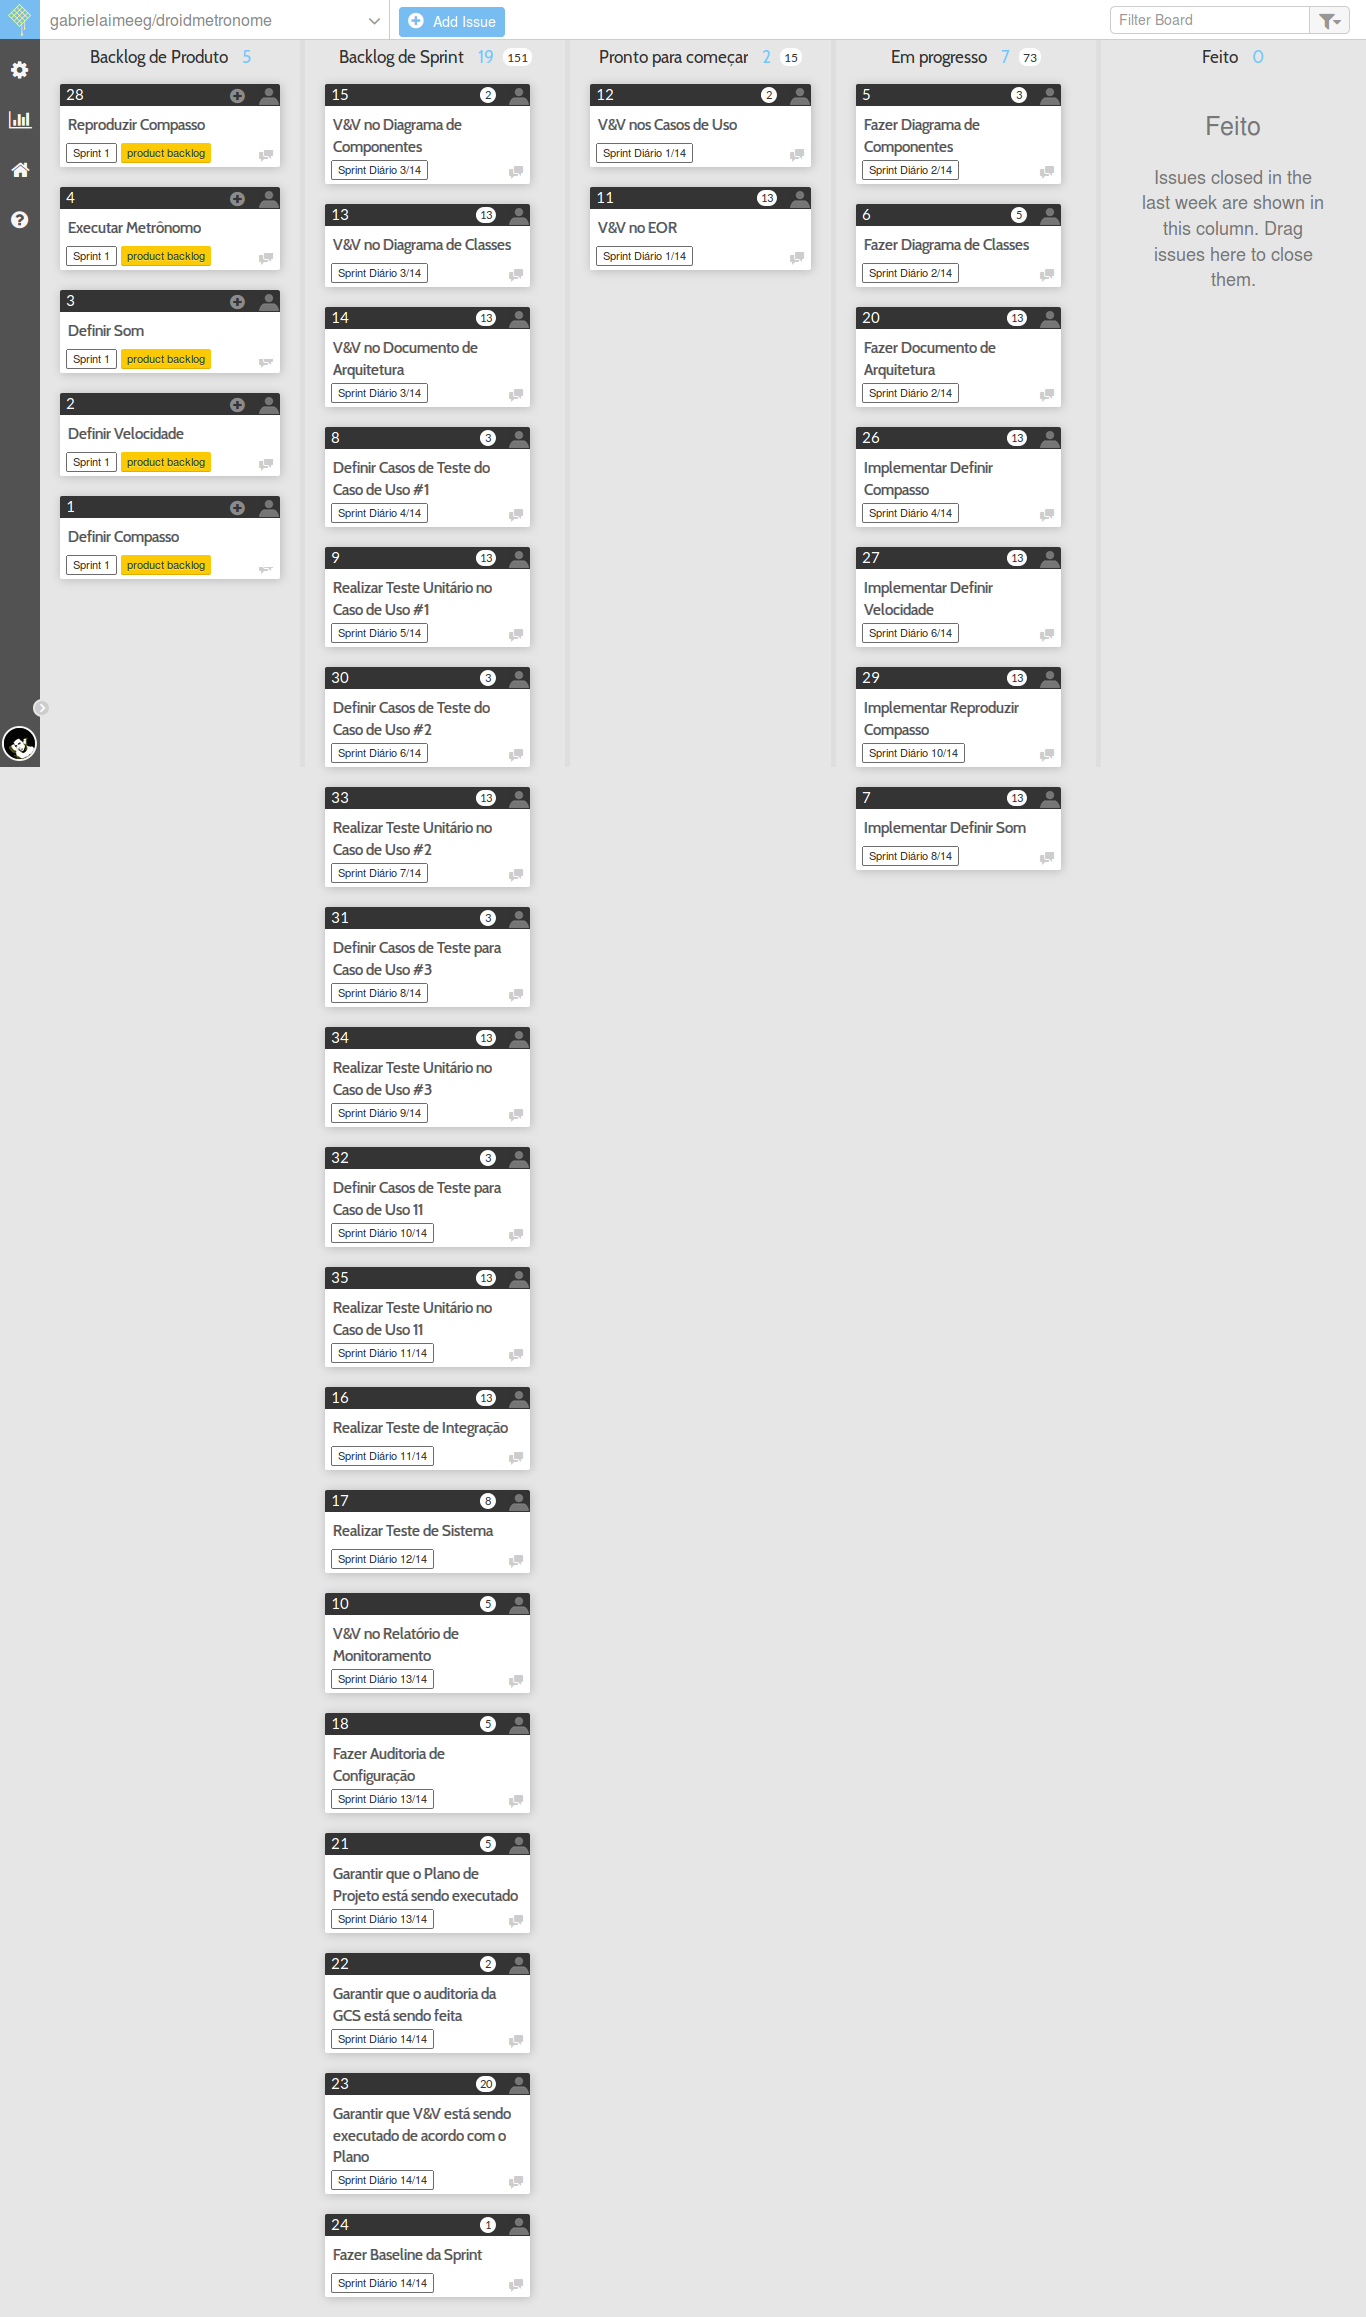 gabrielaimeeg/droidmetronome
Add Issue
Filter Board
Backlog de Produto 5
28
Reproduzir Compasso
Sprint 1 product backlog
4
Executar Metrônomo
Sprint 1 product backlog
3
Definir Som
Sprint 1 product backlog
2
Definir Velocidade
Sprint 1 product backlog
1
Definir Compasso
Sprint 1 product backlog
Backlog de Sprint 19 151
15 2
V&V no Diagrama de
Componentes
Sprint Diário 3/14
13 13
V&V no Diagrama de Classes
Sprint Diário 3/14
14 13
V&V no Documento de
Arquitetura
Sprint Diário 3/14
8 3
Definir Casos de Teste do
Caso de Uso #1
Sprint Diário 4/14
9 13
Realizar Teste Unitário no
Caso de Uso #1
Sprint Diário 5/14
30 3
Definir Casos de Teste do
Caso de Uso #2
Sprint Diário 6/14
33 13
Realizar Teste Unitário no
Caso de Uso #2
Sprint Diário 7/14
31 3
Definir Casos de Teste para
Caso de Uso #3
Sprint Diário 8/14
34 13
Realizar Teste Unitário no
Caso de Uso #3
Sprint Diário 9/14
32 3
Definir Casos de Teste para
Caso de Uso 11
Sprint Diário 10/14
35 13
Realizar Teste Unitário no
Caso de Uso 11
Sprint Diário 11/14
16 13
Realizar Teste de Integração
Sprint Diário 11/14
17 8
Realizar Teste de Sistema
Sprint Diário 12/14
10 5
V&V no Relatório de
Monitoramento
Sprint Diário 13/14
18 5
Fazer Auditoria de
Configuração
Sprint Diário 13/14
21 5
Garantir que o Plano de
Projeto está sendo executado
Sprint Diário 13/14
22 2
Garantir que o auditoria da
GCS está sendo feita
Sprint Diário 14/14
23 20
Garantir que V&V está sendo
executado de acordo com o
Plano
Sprint Diário 14/14
24 1
Fazer Baseline da Sprint
Sprint Diário 14/14
Pronto para começar 2 15
12 2
V&V nos Casos de Uso
Sprint Diário 1/14
11 13
V&V no EOR
Sprint Diário 1/14
Em progresso 7 73
5 3
Fazer Diagrama de
Componentes
Sprint Diário 2/14
6 5
Fazer Diagrama de Classes
Sprint Diário 2/14
20 13
Fazer Documento de
Arquitetura
Sprint Diário 2/14
26 13
Implementar Definir
Compasso
Sprint Diário 4/14
27 13
Implementar Definir
Velocidade
Sprint Diário 6/14
29 13
Implementar Reproduzir
Compasso
Sprint Diário 10/14
7 13
Implementar Definir Som
Sprint Diário 8/14
Feito 0
Feito
Issues closed in the
last week are shown in
this column. Drag
issues here to close
them.